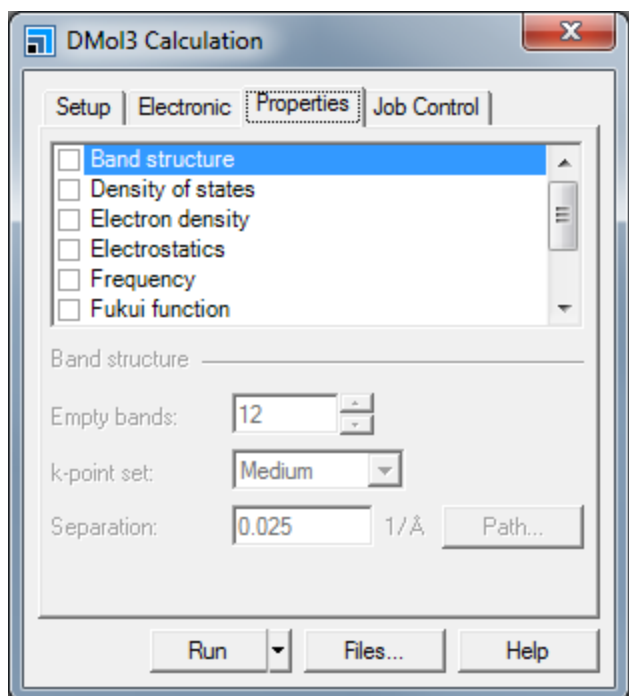 DMol3 Calculation
Setup Electronic Properties Job Control
Band structure
Density of states
Electron density
Electrostatics
Frequency
Fukui function
Band structure
Empty bands: 12
k-point set: Medium
Separation: 0.025 1/Å Path...
Run Files... Help